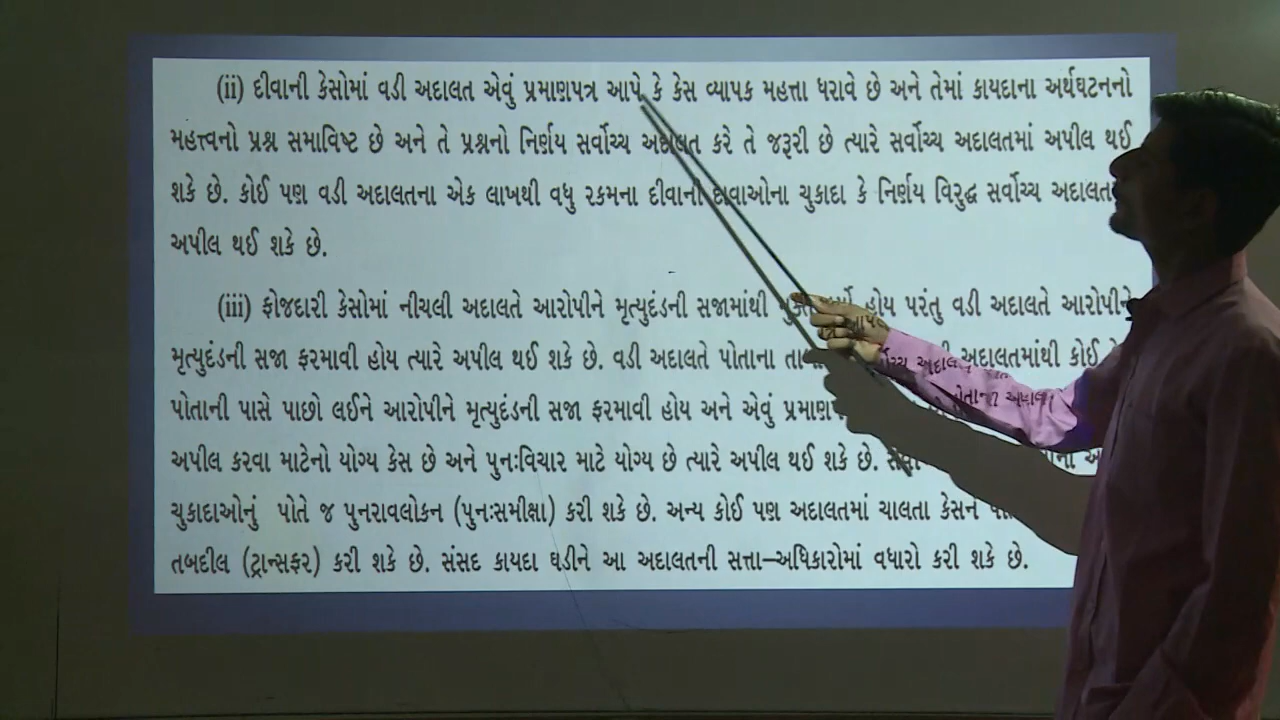 (ii) દીવાની કેસોમાં વડી અદાલત એવું પ્રમાણપત્ર આપે કે કેસ વ્યાપક મહત્તા ધરાવે છે અને તેમાં કાયદાના અર્થઘટનનો
મહત્ત્વનો પ્રશ્ન સમાવિષ્ટ છે અને તે પ્રશ્નનો નિર્ણય સર્વોચ્ચ અદાલત કરે તે જરૂરી છે ત્યારે સર્વોચ્ચ અદાલતમાં અપીલ થઈ
શકે છે. કોઈ પણ વડી અદાલતના એક લાખથી વધુ રકમના દીવાની દાવાઓના ચુકાદા કે નિર્ણય વિરુદ્ધ સર્વોચ્ચ
અપીલ થઈ શકે છે.
(iii) ફોજદારી કેસોમાં નીચલી અદાલતે આરોપીને મૃત્યુદંડની સજામાંથી હોય પરંતુ વડી અદાલતે આરોપીને
મૃત્યુદંડની સજા ફરમાવી હોય ત્યારે અપીલ થઈ શકે છે. વડી અદાલતે પોતાના અદાલતમાંથી કોઈ
પોતાની પાસે પાછો લઈને આરોપીને મૃત્યુદંડની સજા ફરમાવી હોય અને એવું
અપીલ કરવા માટેનો યોગ્ય કેસ છે અને પુનઃવિચાર માટે યોગ્ય છે ત્યારે અપીલ થઈ શકે છે.
ચુકાદાઓનું પોતે જ પુનરાવલોકન (પુનઃસમીક્ષા) કરી શકે છે. અન્ય કોઈ પણ અદાલતમાં ચાલતા કેસને
તબદીલ (ટ્રાન્સફર) કરી શકે છે. સંસદ કાયદા ઘડીને આ અદાલતની સત્તા–અધિકારોમાં વધારો કરી શકે છે.